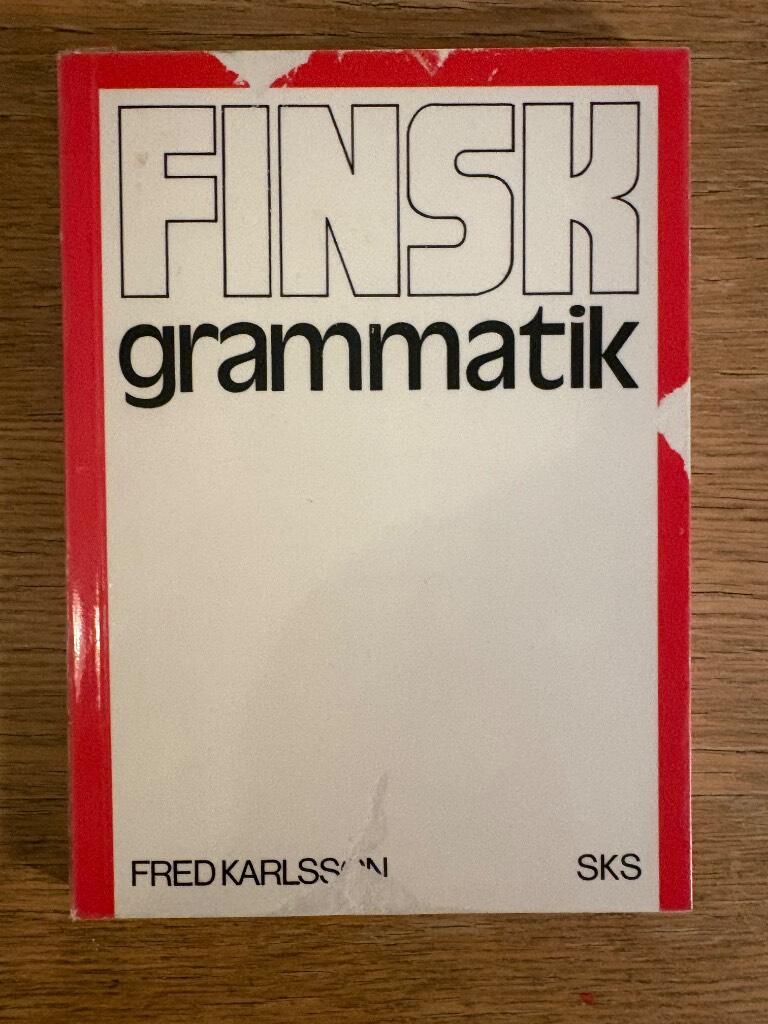 FINSK
grammatik
FRED KARLSSON
SKS